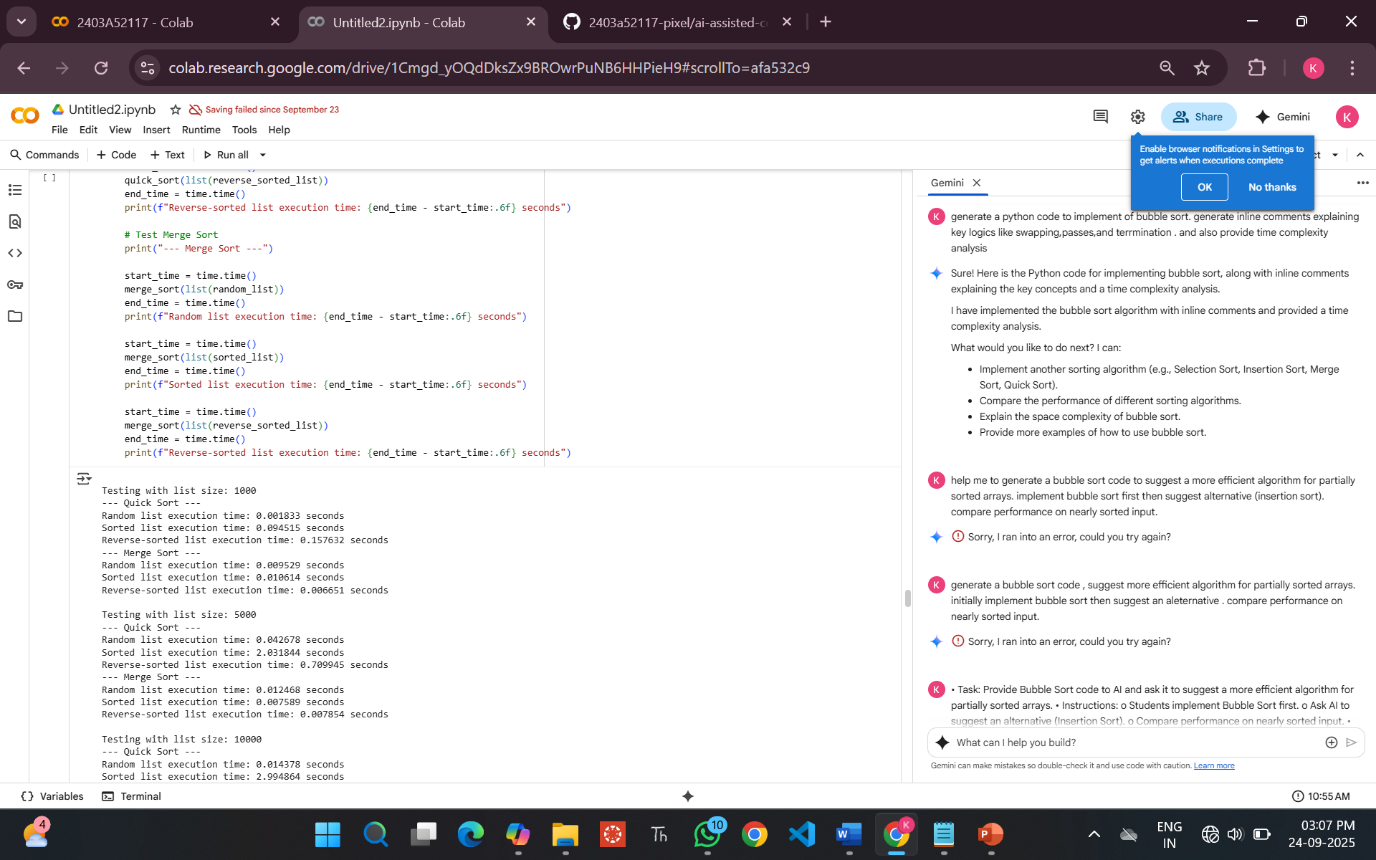 2403A52117 - Colab
Untitled2.ipynb - Colab
2403a52117-pixel/ai-assisted-c
colab.research.google.com/drive/1Cmgd_yOQdDksZx9BROwrPuNB6HHPieH9#scrollTo=afa532c9
K
Untitled2.ipynb
Saving failed since September 23
File Edit View Insert Runtime Tools Help
Share
Gemini
K
Commands + Code + Text Run all
Enable browser notifications in Settings to
get alerts when executions complete
OK No thanks
[ ]
quick_sort(list(reverse_sorted_list))
end_time = time.time()
print(f"Reverse-sorted list execution time: {end_time - start_time:.6f} seconds")
# Test Merge Sort
print("--- Merge Sort ---")
start_time = time.time()
merge_sort(list(random_list))
end_time = time.time()
print(f"Random list execution time: {end_time - start_time:.6f} seconds")
start_time = time.time()
merge_sort(list(sorted_list))
end_time = time.time()
print(f"Sorted list execution time: {end_time - start_time:.6f} seconds")
start_time = time.time()
merge_sort(list(reverse_sorted_list))
end_time = time.time()
print(f"Reverse-sorted list execution time: {end_time - start_time:.6f} seconds")
Testing with list size: 1000
--- Quick Sort ---
Random list execution time: 0.001833 seconds
Sorted list execution time: 0.094515 seconds
Reverse-sorted list execution time: 0.157632 seconds
--- Merge Sort ---
Random list execution time: 0.009529 seconds
Sorted list execution time: 0.010614 seconds
Reverse-sorted list execution time: 0.006651 seconds
Testing with list size: 5000
--- Quick Sort ---
Random list execution time: 0.042678 seconds
Sorted list execution time: 2.031844 seconds
Reverse-sorted list execution time: 0.709945 seconds
--- Merge Sort ---
Random list execution time: 0.012468 seconds
Sorted list execution time: 0.007589 seconds
Reverse-sorted list execution time: 0.007854 seconds
Testing with list size: 10000
--- Quick Sort ---
Random list execution time: 0.014378 seconds
Sorted list execution time: 2.994864 seconds
Gemini
K
generate a python code to implement of bubble sort. generate inline comments explaining
key logics like swapping,passes,and terrmination . and also provide time complexity
analysis
Sure! Here is the Python code for implementing bubble sort, along with inline comments
explaining the key concepts and a time complexity analysis.
I have implemented the bubble sort algorithm with inline comments and provided a time
complexity analysis.
What would you like to do next? I can:
• Implement another sorting algorithm (e.g., Selection Sort, Insertion Sort, Merge
Sort, Quick Sort).
• Compare the performance of different sorting algorithms.
• Explain the space complexity of bubble sort.
• Provide more examples of how to use bubble sort.
K
help me to generate a bubble sort code to suggest a more efficient algorithm for partially
sorted arrays. implement bubble sort first then suggest alternative (insertion sort).
compare performance on nearly sorted input.
Sorry, I ran into an error, could you try again?
K
generate a bubble sort code , suggest more efficient algorithm for partially sorted arrays.
initially implement bubble sort then suggest an aleternative . compare performance on
nearly sorted input.
Sorry, I ran into an error, could you try again?
K
• Task: Provide Bubble Sort code to AI and ask it to suggest a more efficient algorithm for
partially sorted arrays. • Instructions: o Students implement Bubble Sort first. o Ask AI to
suggest an alternative (Insertion Sort). o Compare performance on nearly sorted input. •
What can I help you build?
Gemini can make mistakes so double-check it and use code with caution. Learn more
Variables Terminal
10:55 AM
4
Th
10
K
ENG
IN
03:07 PM
24-09-2025